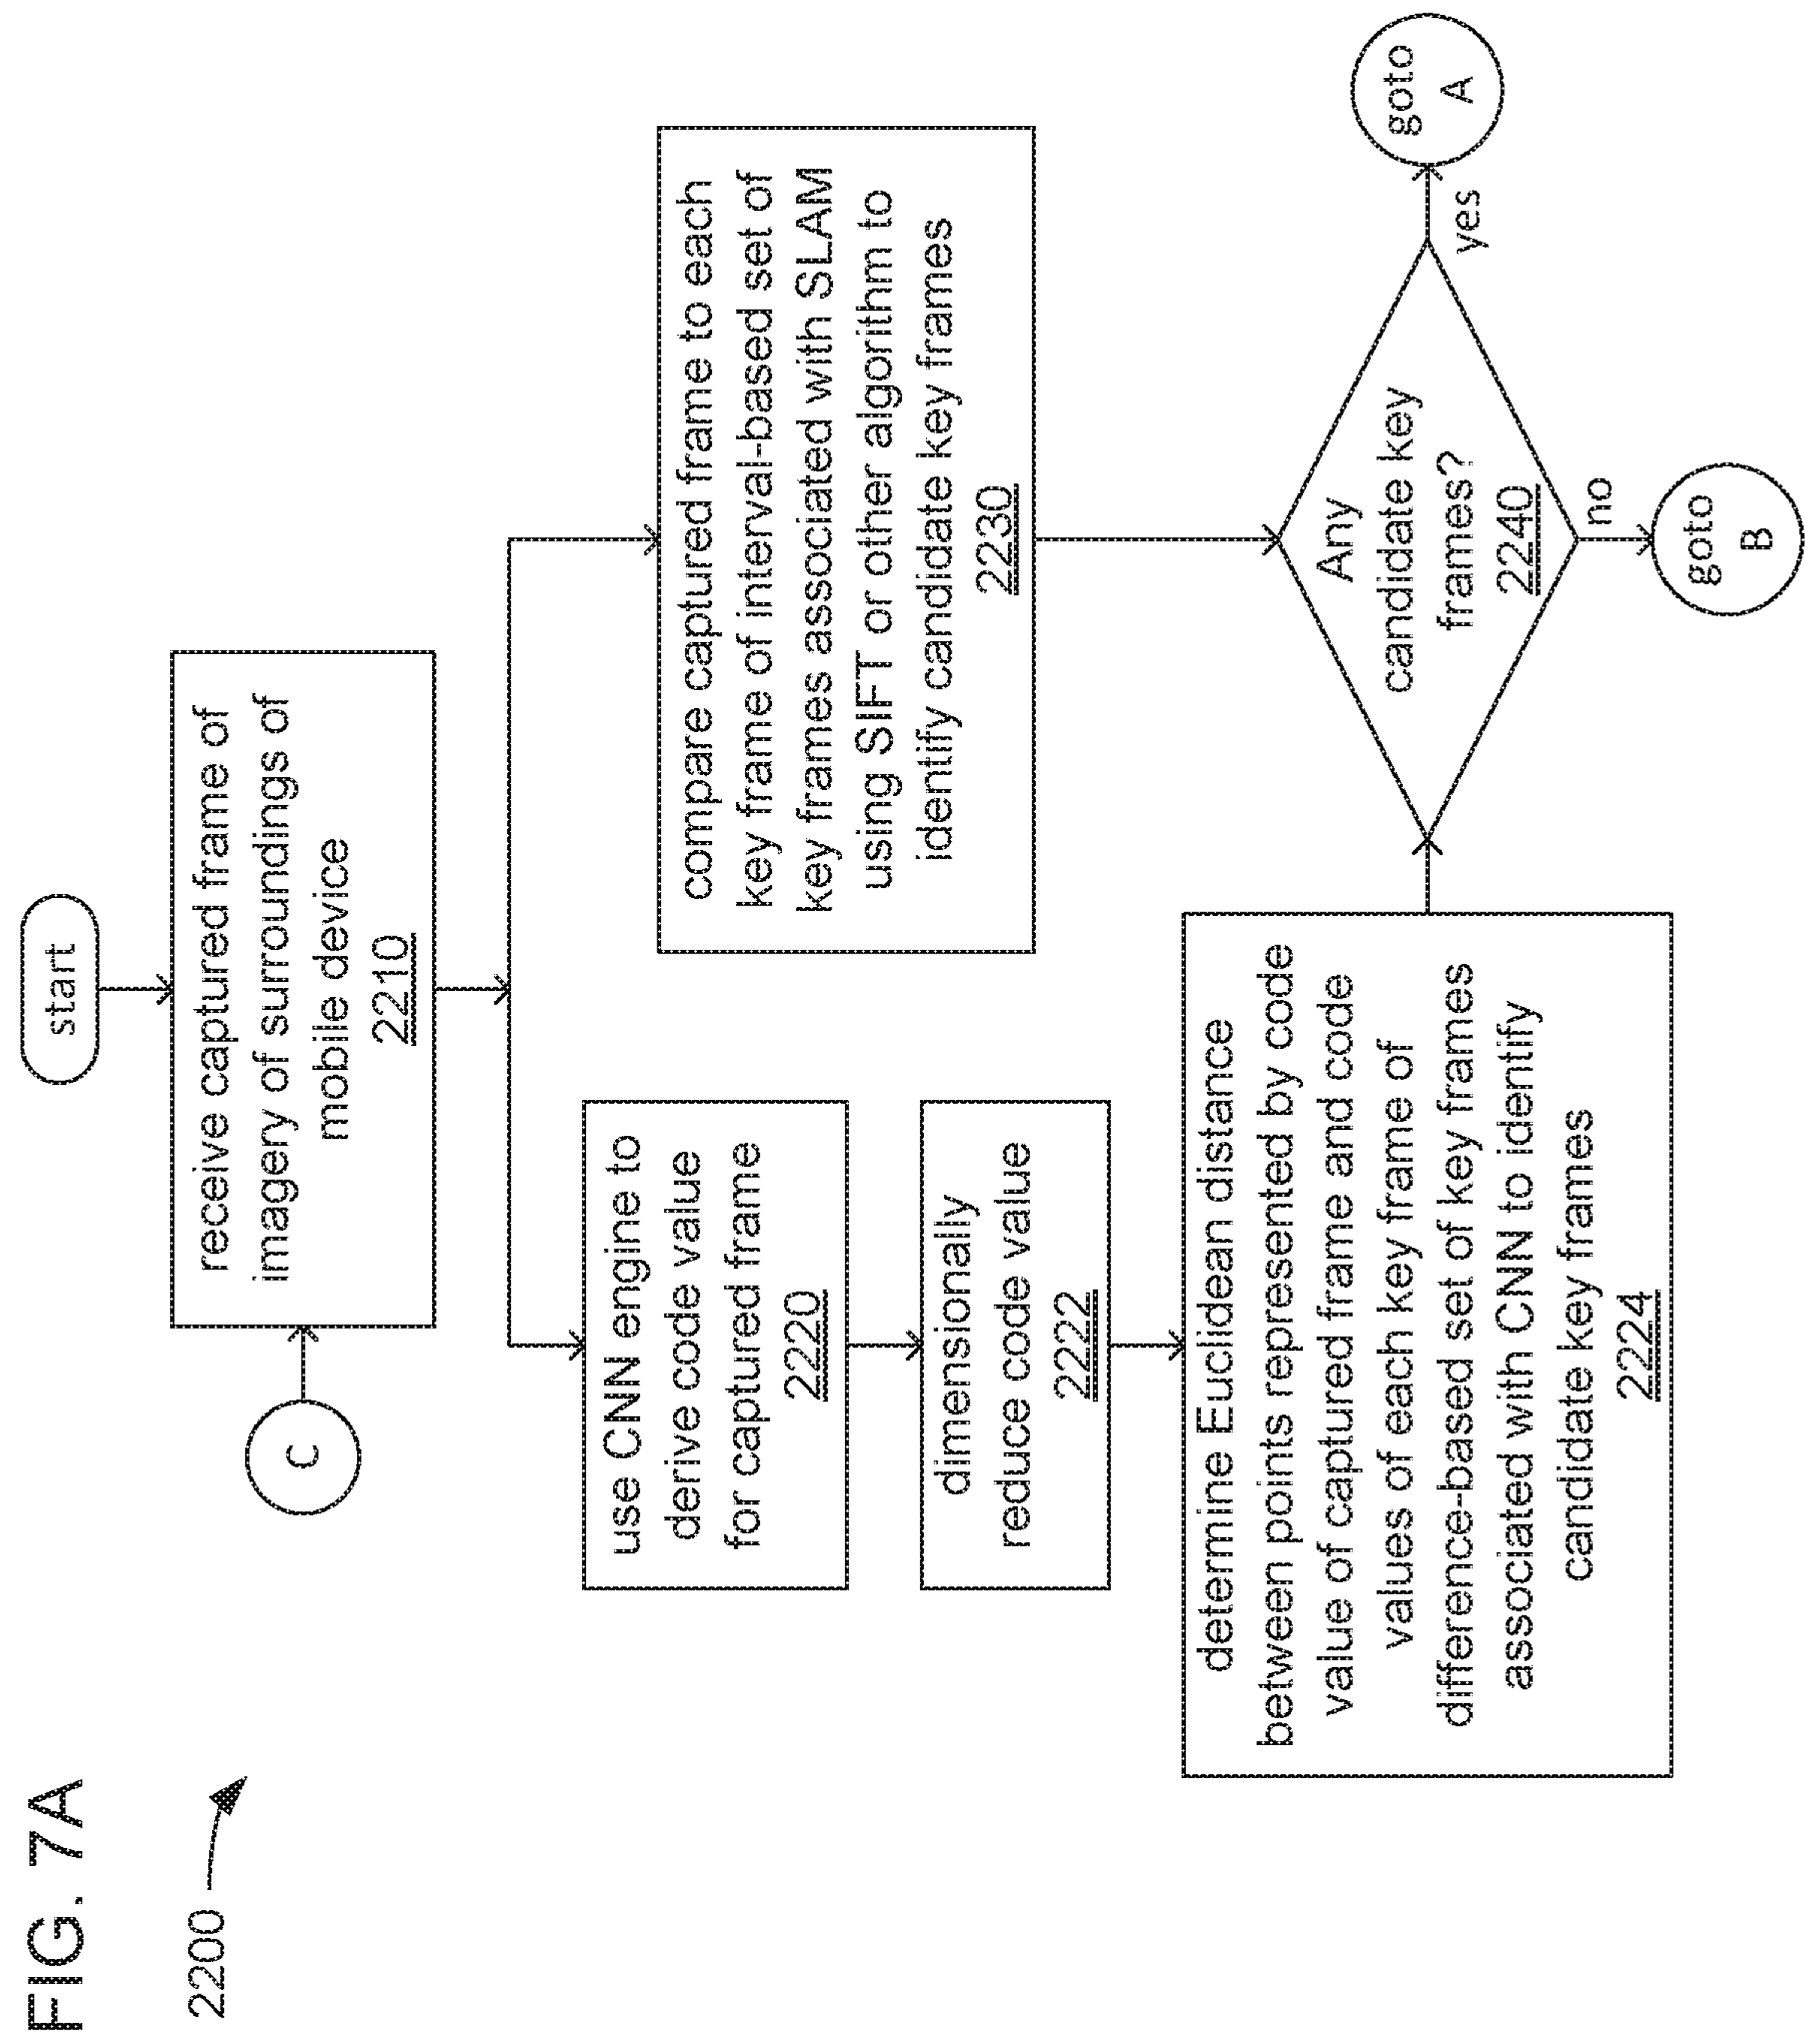 FIG. 7A
2200
start
C
receive captured frame of
imagery of surroundings of
mobile device
2210
use CNN engine to
derive code value
for captured frame
2220
dimensionally
reduce code value
2222
determine Euclidean distance
between points represented by code
value of captured frame and code
values of each key frame of
difference-based set of key frames
associated with CNN to identify
candidate key frames
2224
compare captured frame to each
key frame of interval-based set of
key frames associated with SLAM
using SIFT or other algorithm to
identify candidate key frames
2230
Any
candidate key
frames?
2240
yes
goto
A
no
goto
B